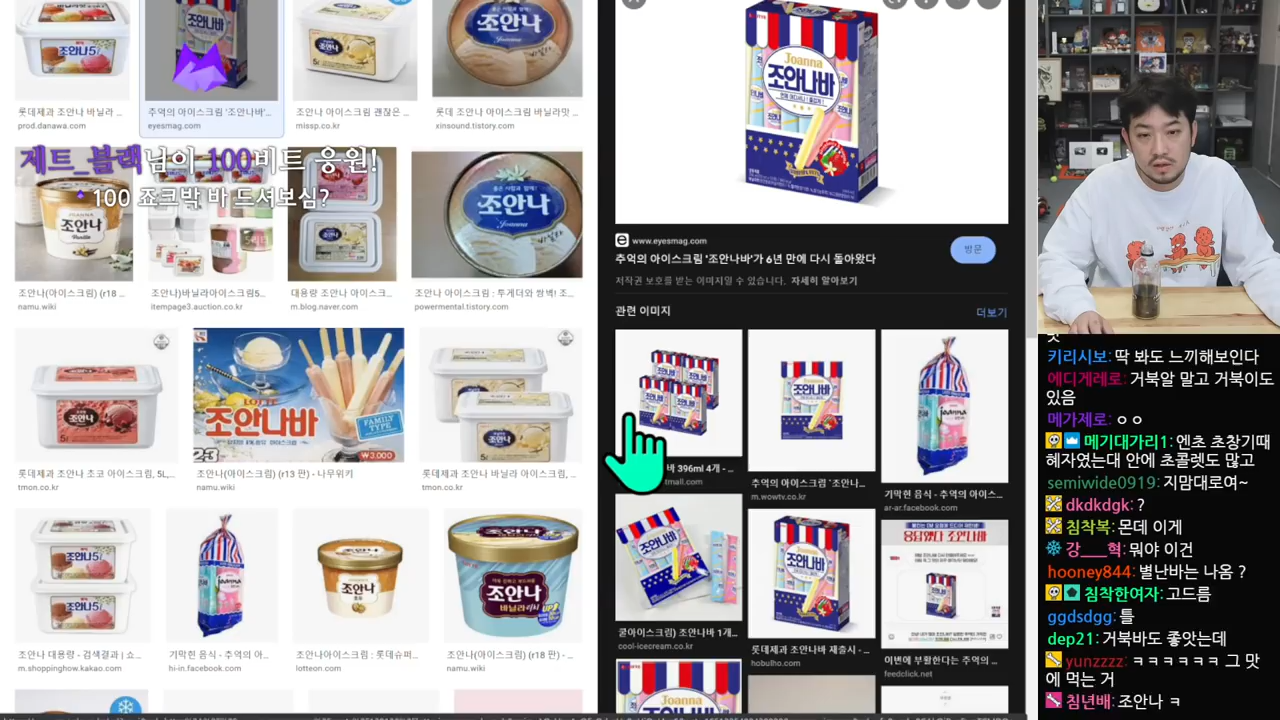 롯데제과 조안나 바닐라 ...
prod.danawa.com
추억의 아이스크림 '조안나바'...
eyesmag.com
조안나 아이스크림 괜찮은 ...
missp.co.kr
롯데 조안나 아이스크림 바닐라맛 ...
xinsound.tistory.com
제트_블랙님이 100비트 응원!
100 죠크박 바 드셔보심?
조안나(아이스크림) (r18 ...
namu.wiki
조안나)바닐라아이스크림5...
itempage3.auction.co.kr
대용량 조안나 아이스크...
m.blog.naver.com
조안나 아이스크림 : 투게더와 쌍벽! 조...
powermental.tistory.com
LOTTE
조안나바
FAMILY TYPE
₩3,000
롯데제과 조안나 초코 아이스크림, 5L,...
tmon.co.kr
조안나(아이스크림) (r13 판) - 나무위키
namu.wiki
롯데제과 조안나 바닐라 아이스크림, ...
tmon.co.kr
조안나 대용량 - 검색결과 | 쇼...
m.shoppinghow.kakao.com
기막힌 음식 - 추억의 아...
hi-in.facebook.com
조안나아이스크림 : 롯데슈퍼...
lotteon.com
조안나(아이스크림) (r18 판) - ...
namu.wiki
Joanna
조안나바
www.eyesmag.com
방문
추억의 아이스크림 '조안나바'가 6년 만에 다시 돌아왔다
저작권 보호를 받는 이미지일 수 있습니다. 자세히 알아보기
관련 이미지
더보기
바 396ml 4개 - ...
tmall.com
추억의 아이스크림 '조안나...
m.wowtv.co.kr
기막힌 음식 - 추억의 아이스...
ar-ar.facebook.com
쿨아이스크림) 조안나바 1개...
cool-icecream.co.kr
롯데제과 조안나바 재출시 - ...
hobulho.com
응답했다 조안나바
이번에 부활한다는 추억의 ...
feedclick.net
키리시보: 딱 봐도 느끼해보인다
에디게레로: 거북알 말고 거북이도 있음
메가제로: ㅇㅇ
메기대가리1: 엔초 초창기때 혜자였는대 안에 초콜렛도 많고
semiwide0919: 지맘대로여~
dkdkdgk: ?
침착복: 몬데 이게
강___혁: 뭐야 이건
hooney844: 별난바는 나옴 ?
침착한여자: 고드름
ggdsdgg: 틀
dep21: 거북바도 좋앗는데
yunzzzz: ㅋㅋㅋㅋㅋㅋ 그 맛에 먹는 거
침년배: 조안나 ㅋ